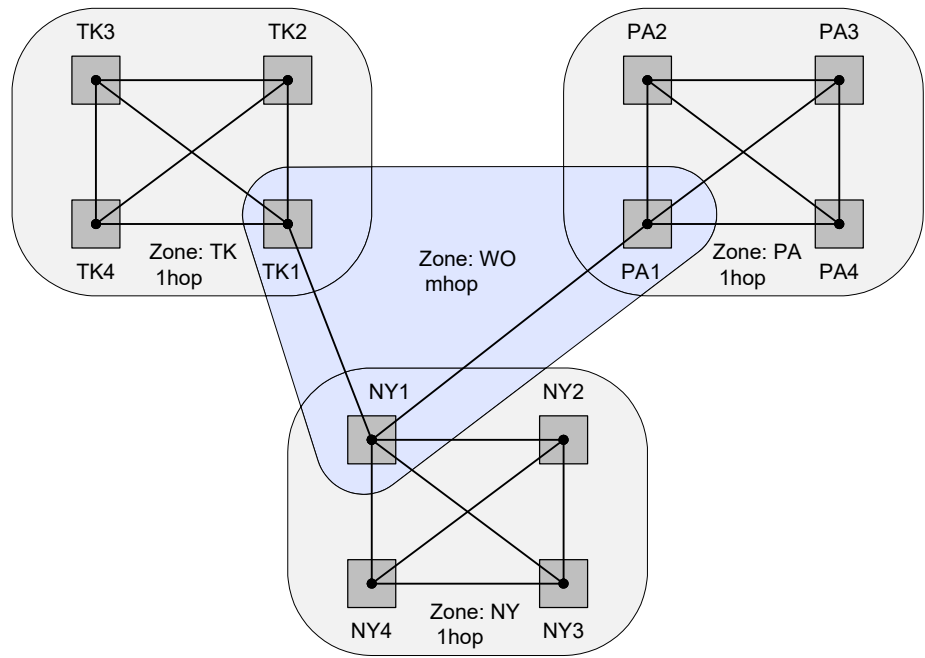 TK3
TK2
PA2
PA3
Zone: TK
1hop
TK4
TK1
Zone: WO
mhop
PA1
Zone: PA
1hop
PA4
NY1
NY2
Zone: NY
1hop
NY4
NY3